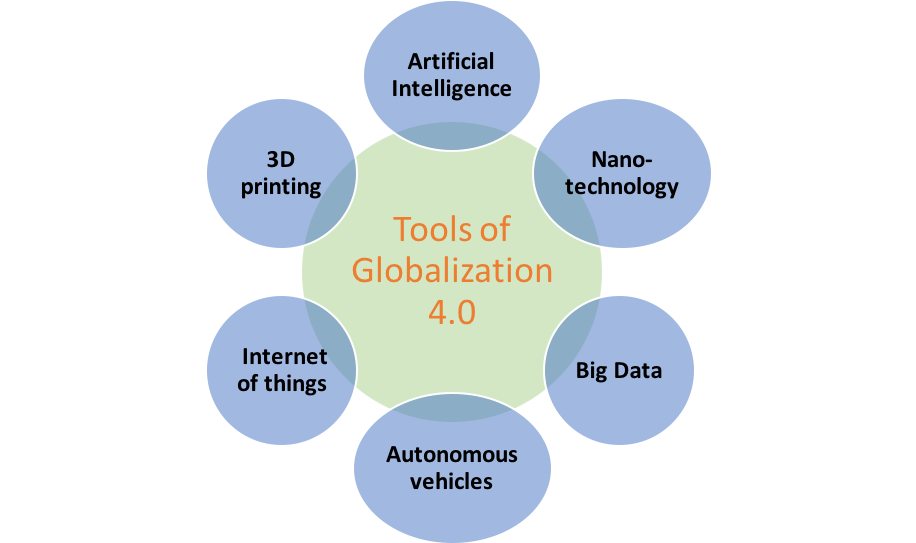 Artificial
Intelligence
Nano-
technology
Big Data
Autonomous
vehicles
Internet
of things
3D
printing
Tools of
Globalization
4.0